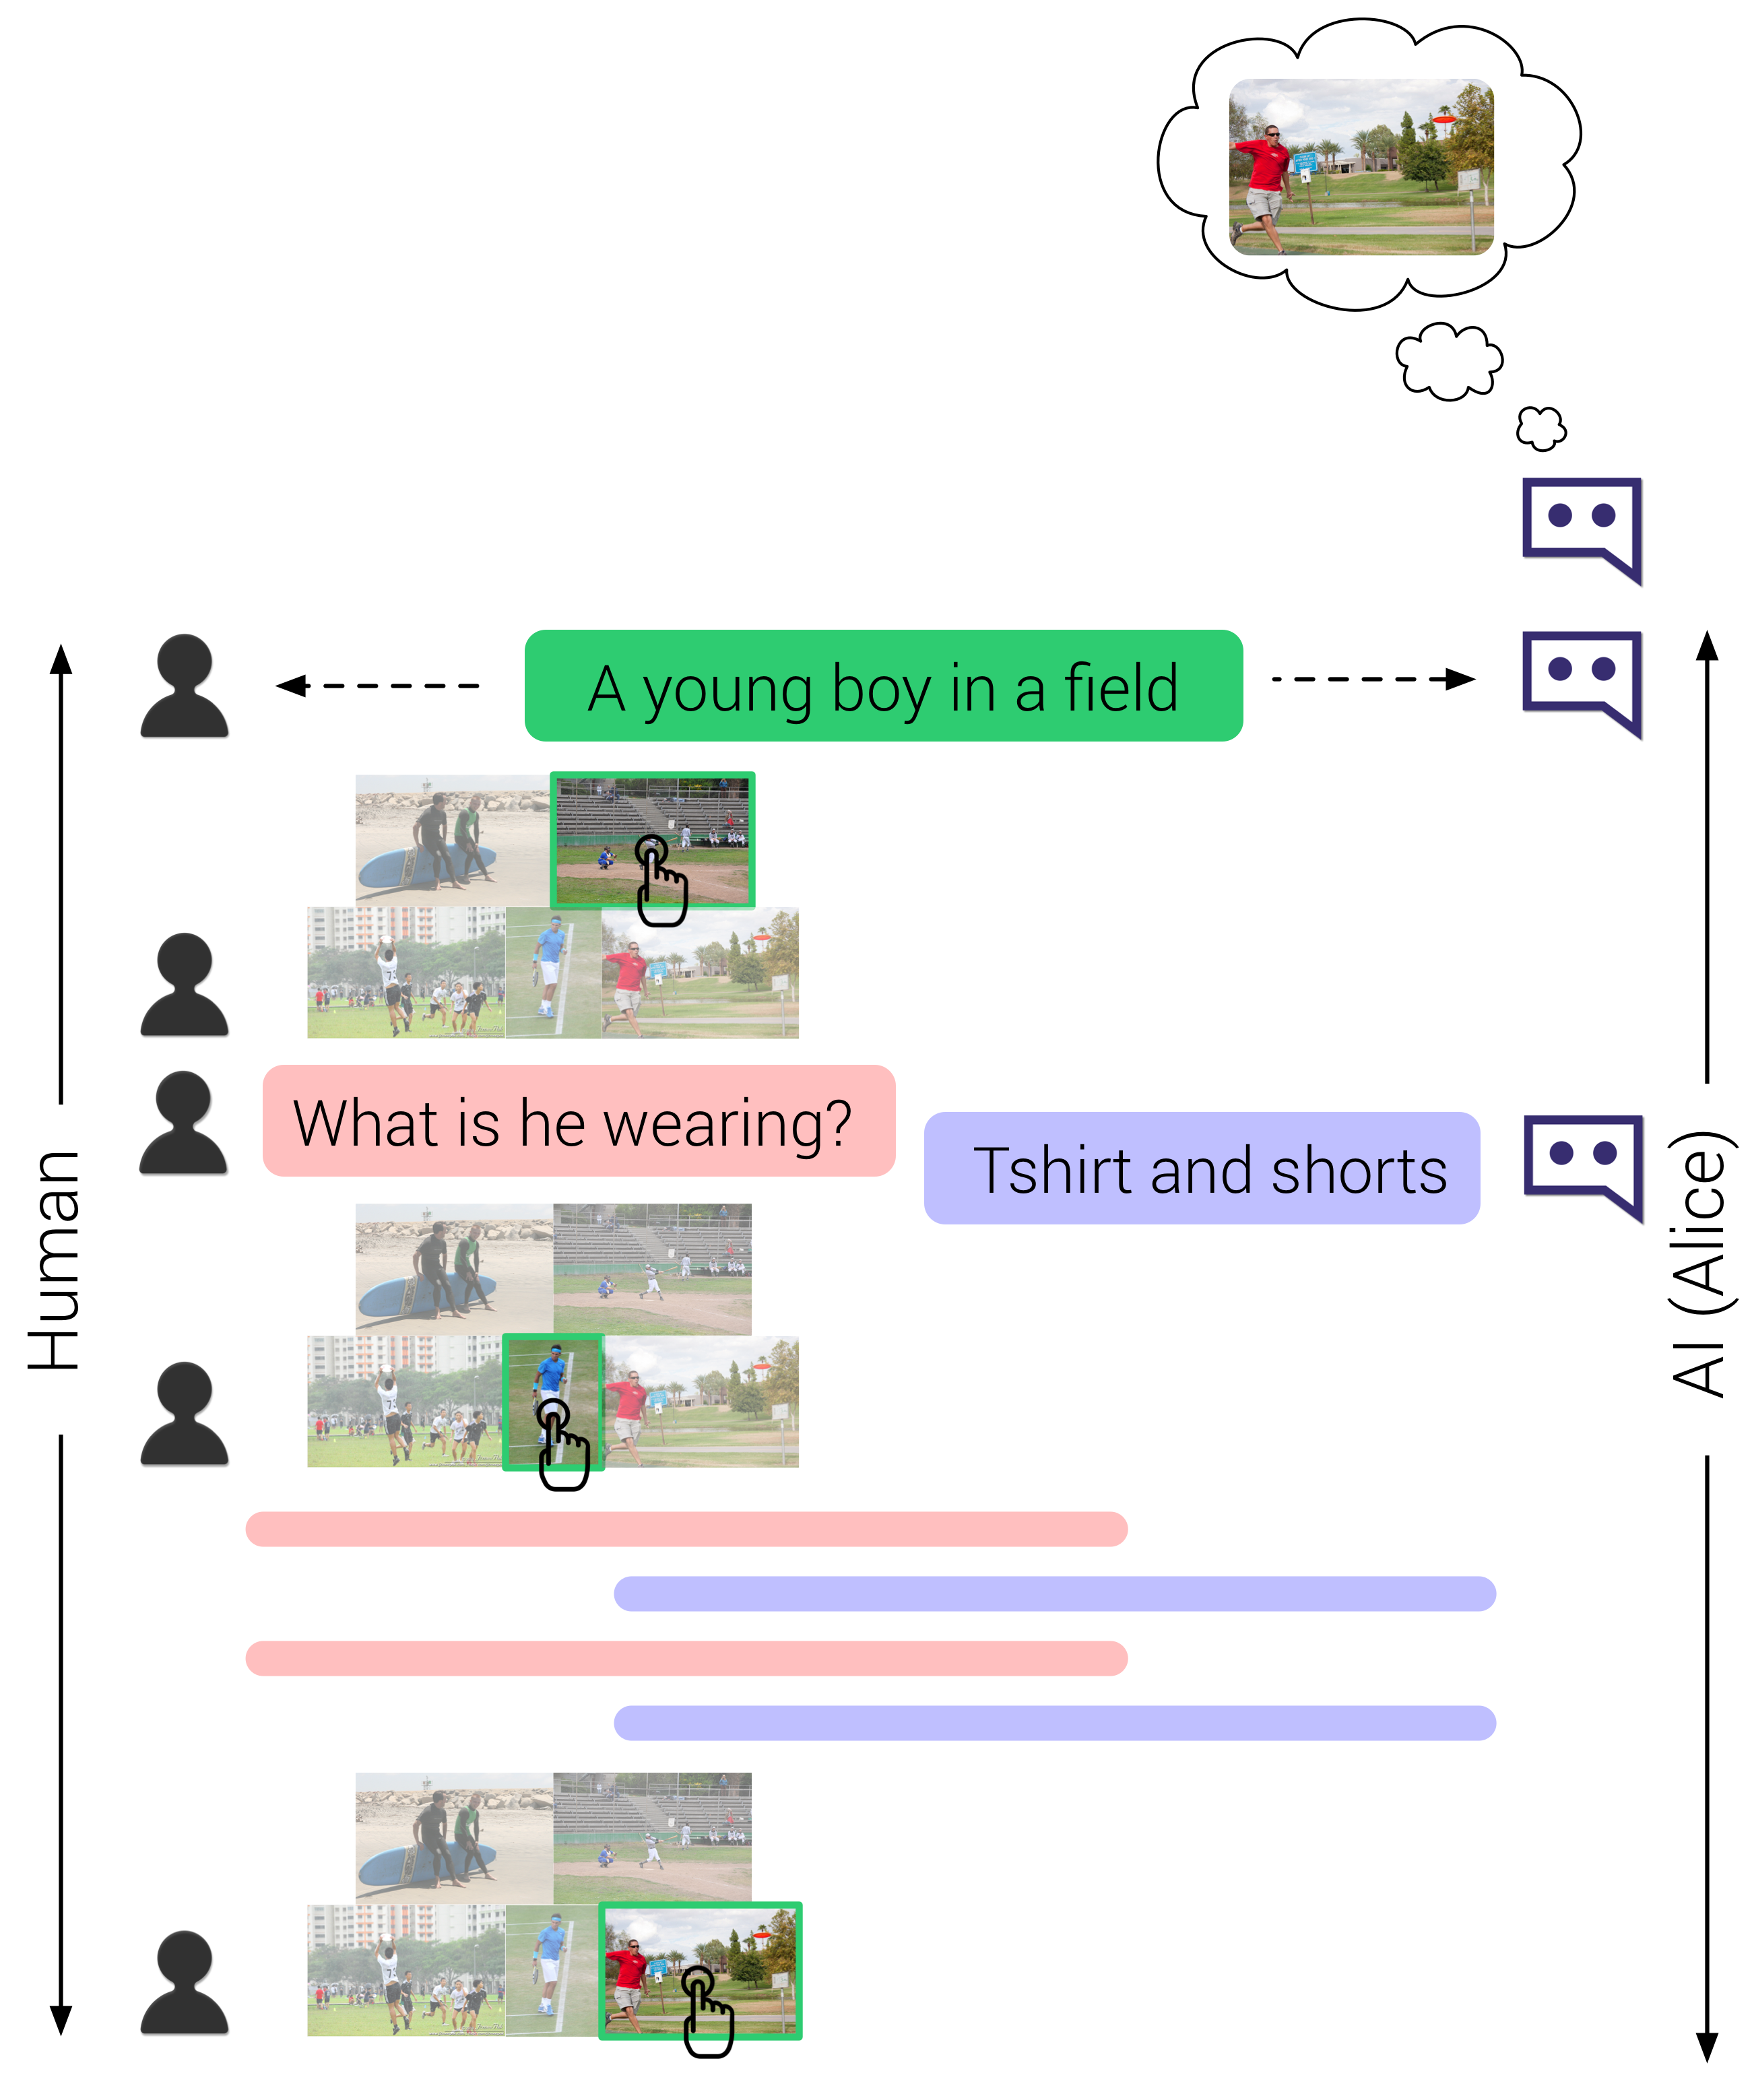 A young boy in a field
What is he wearing?
Tshirt and shorts
Human
AI (Alice)